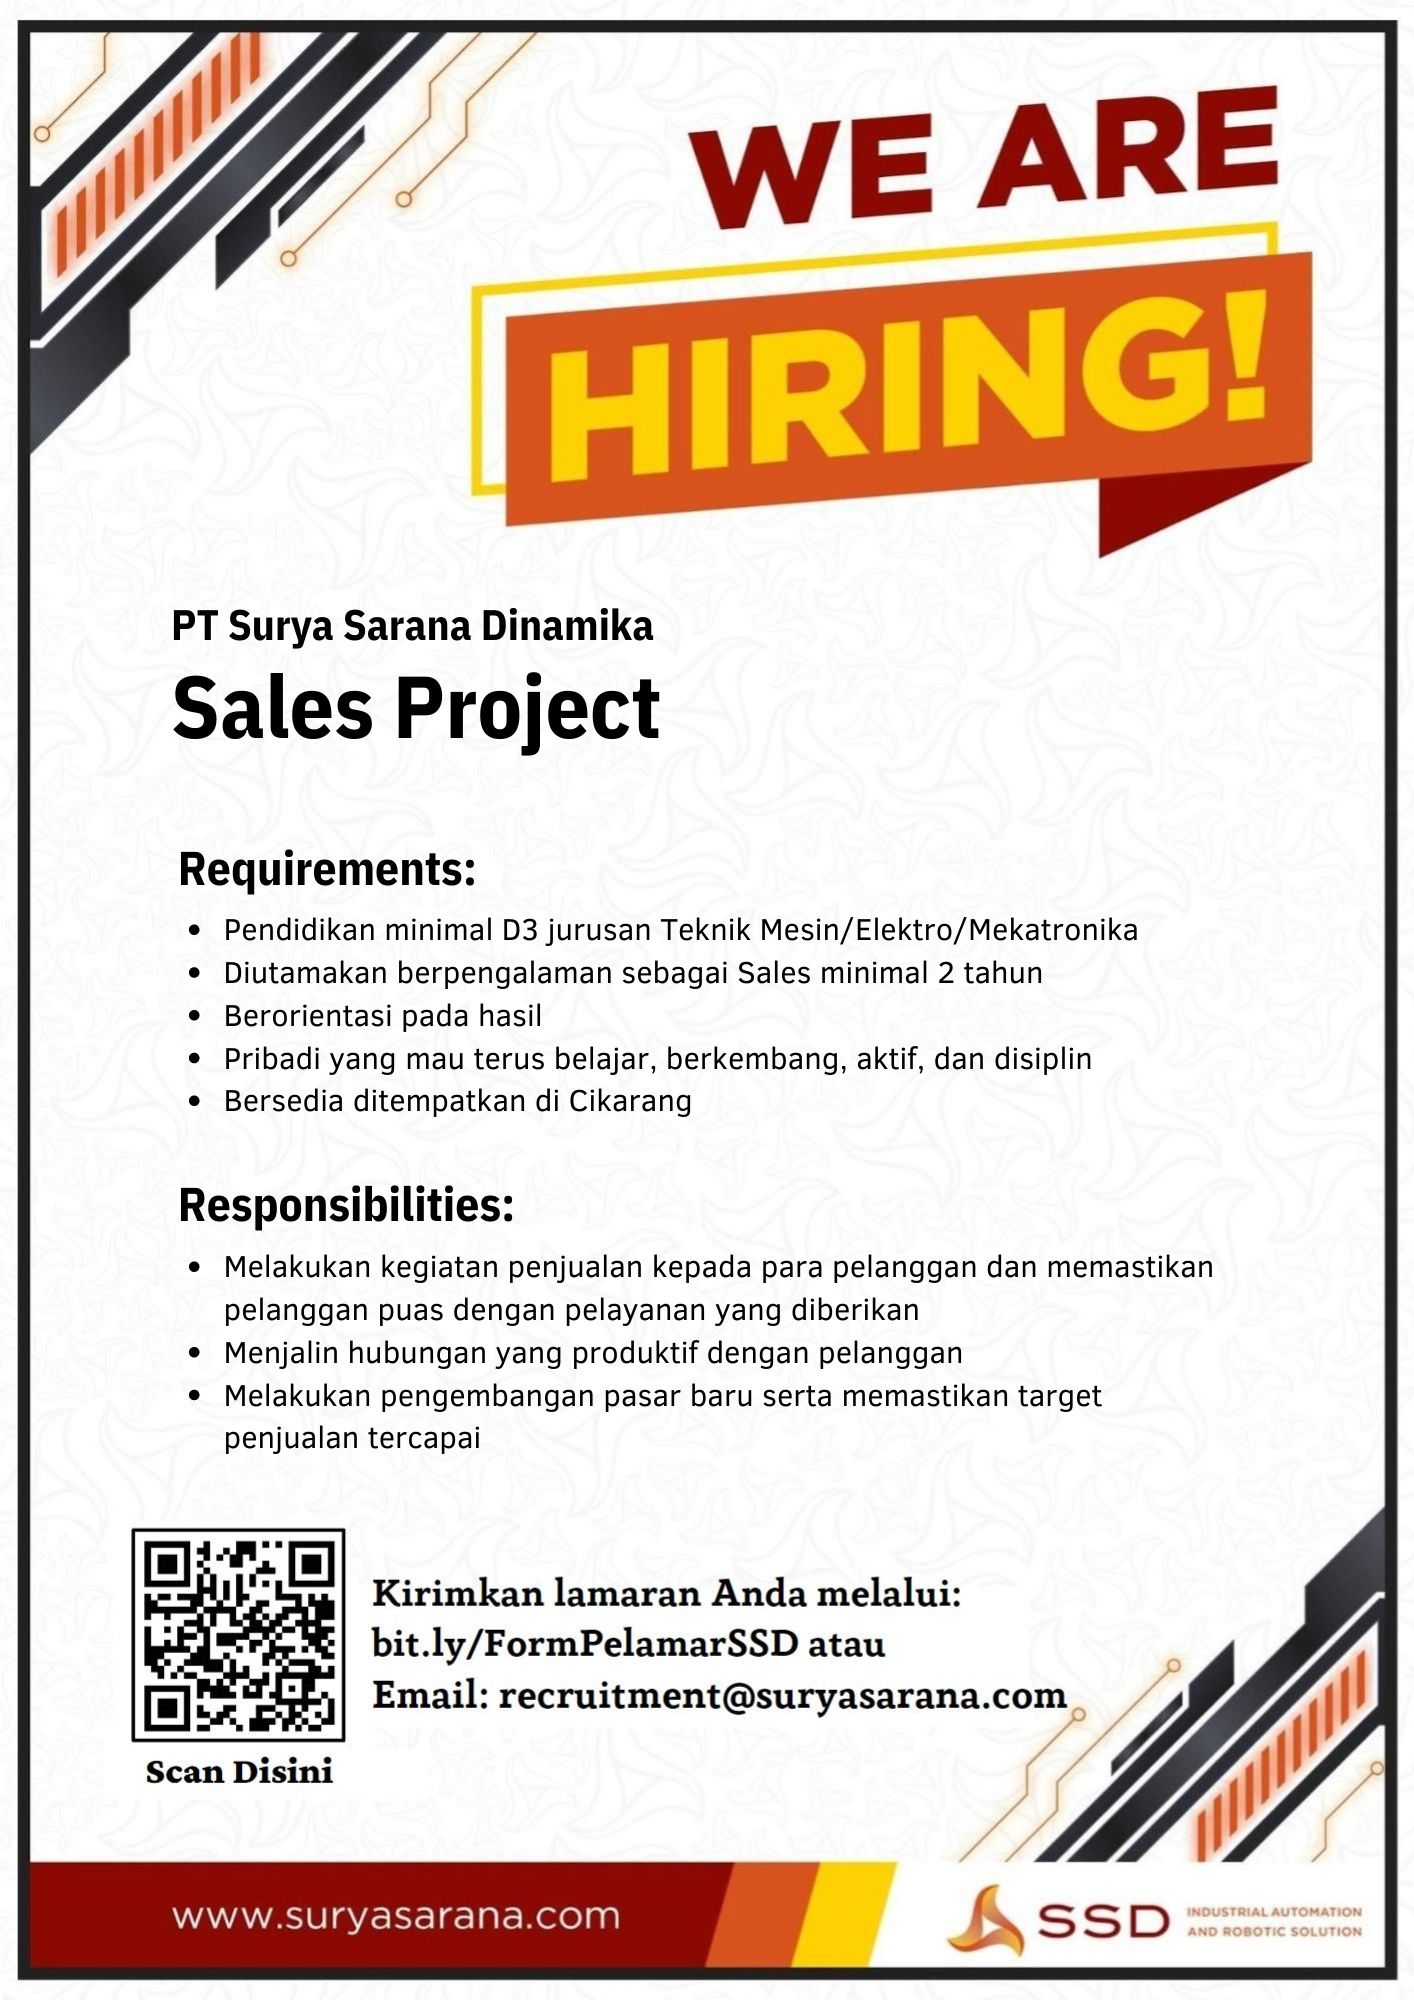 WE ARE
HIRING!
PT Surya Sarana Dinamika
Sales Project
Requirements:
• Pendidikan minimal D3 jurusan Teknik Mesin/Elektro/Mekatronika
• Diutamakan berpengalaman sebagai Sales minimal 2 tahun
• Berorientasi pada hasil
• Pribadi yang mau terus belajar, berkembang, aktif, dan disiplin
• Bersedia ditempatkan di Cikarang
Responsibilities:
• Melakukan kegiatan penjualan kepada para pelanggan dan memastikan
pelanggan puas dengan pelayanan yang diberikan
• Menjalin hubungan yang produktif dengan pelanggan
• Melakukan pengembangan pasar baru serta memastikan target
penjualan tercapai
Kirimkan lamaran Anda melalui:
bit.ly/FormPelamarSSD atau
Email: recruitment@suryasarana.com
Scan Disini
www.suryasarana.com
SSD
INDUSTRIAL AUTOMATION
AND ROBOTIC SOLUTION